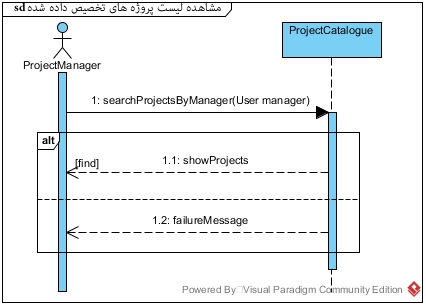 sd مشاهده لیست پروژه های تخصیص داده شده
ProjectManager
ProjectCatalogue
1: searchProjectsByManager(User manager)
alt
[find]
1.1: showProjects
1.2: failureMessage
Powered By Visual Paradigm Community Edition